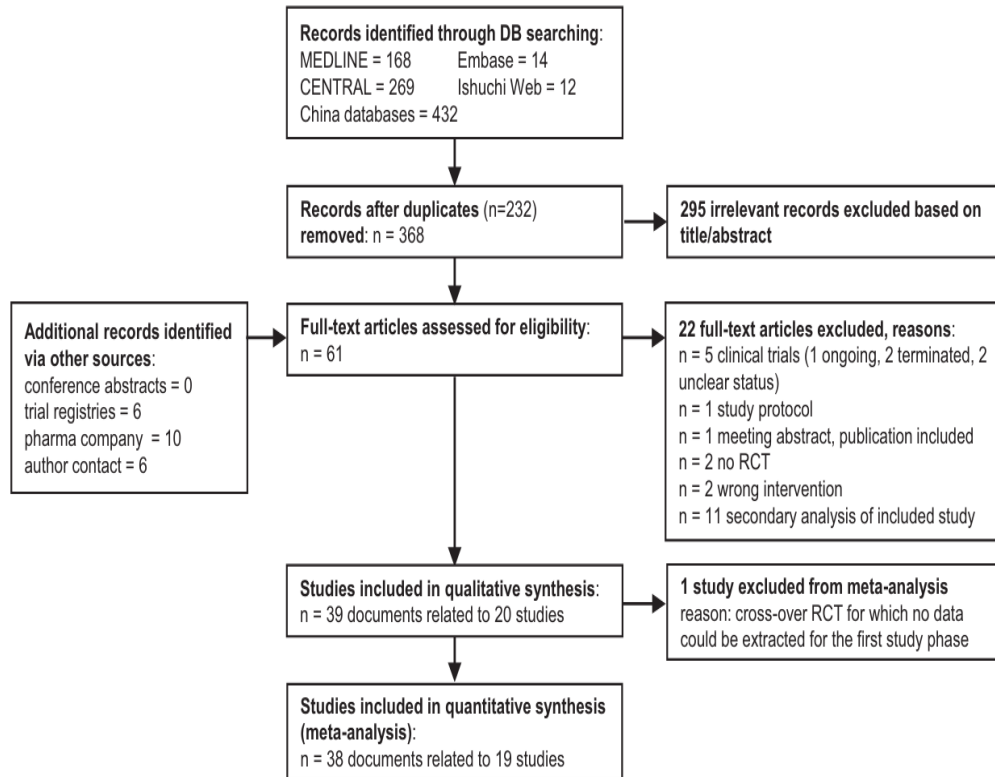 Records identified through DB searching:
MEDLINE = 168 Embase = 14
CENTRAL = 269 Ishuchi Web = 12
China databases = 432
Records after duplicates (n=232)
removed: n = 368
295 irrelevant records excluded based on
title/abstract
Additional records identified
via other sources:
conference abstracts = 0
trial registries = 6
pharma company = 10
author contact = 6
Full-text articles assessed for eligibility:
n = 61
22 full-text articles excluded, reasons:
n = 5 clinical trials (1 ongoing, 2 terminated, 2
unclear status)
n = 1 study protocol
n = 1 meeting abstract, publication included
n = 2 no RCT
n = 2 wrong intervention
n = 11 secondary analysis of included study
Studies included in qualitative synthesis:
n = 39 documents related to 20 studies
1 study excluded from meta-analysis
reason: cross-over RCT for which no data
could be extracted for the first study phase
Studies included in quantitative synthesis
(meta-analysis):
n = 38 documents related to 19 studies